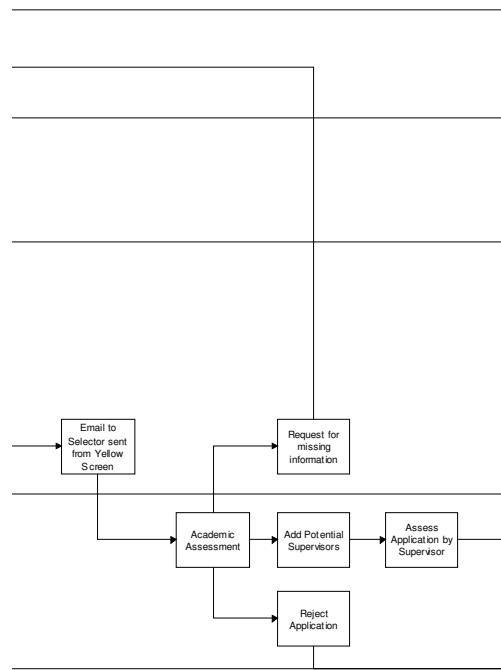 Email to
Selector sent
from Yellow
Screen
Request for
missing
information
Academic
Assessment
Add Potential
Supervisors
Assess
Application by
Supervisor
Reject
Application